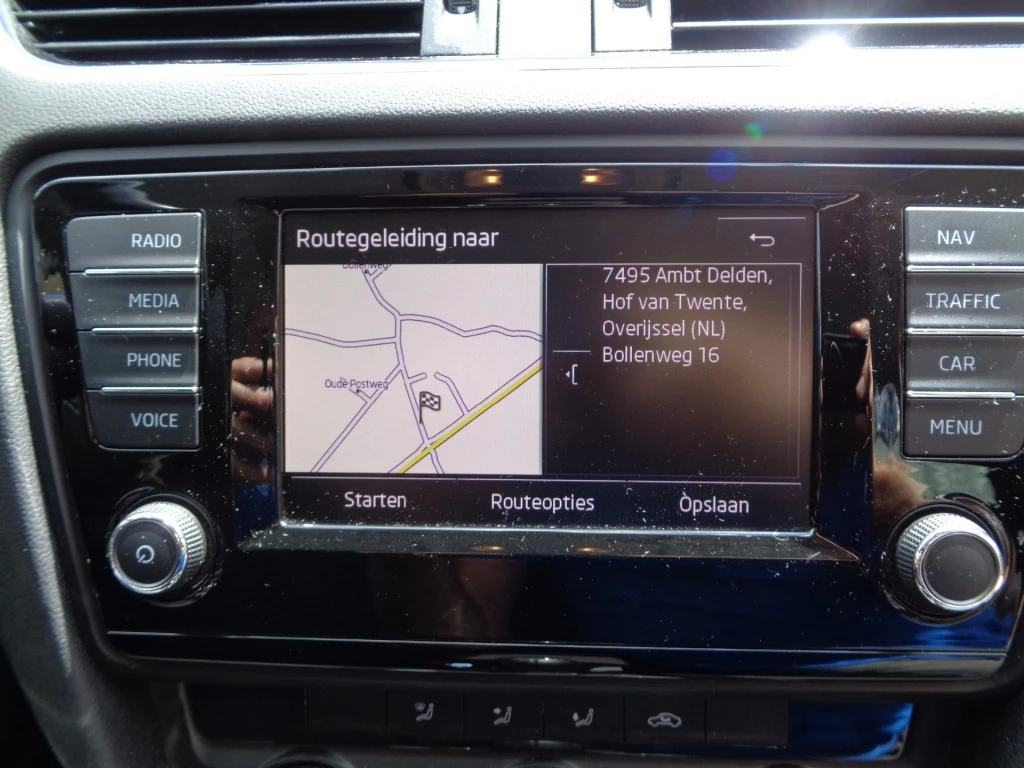 RADIO
MEDIA
PHONE
VOICE
Routegeleiding naar
Bollenweg
Oude Postweg
7495 Ambt Delden,
Hof van Twente,
Overijssel (NL)
Bollenweg 16
Starten
Routeopties
Opslaan
NAV
TRAFFIC
CAR
MENU